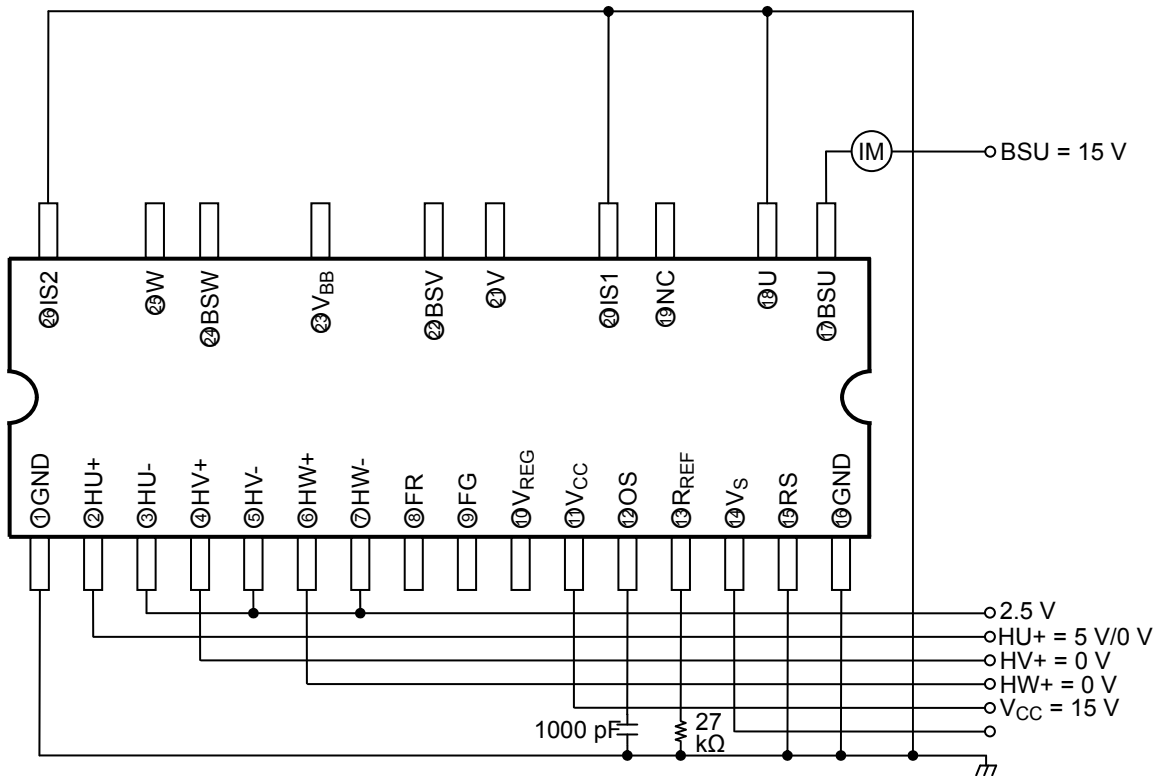 IM
BSU = 15 V
㉖IS2
㉕W
㉔BSW
㉓VBB
㉒BSV
㉑V
⑳IS1
⑲NC
⑱U
⑰BSU
①GND
②HU+
③HU-
④HV+
⑤HV-
⑥HW+
⑦HW-
⑧FR
⑨FG
⑩VREG
⑪VCC
⑫OS
⑬RREF
⑭VS
⑮RS
⑯GND
2.5 V
HU+ = 5 V/0 V
HV+ = 0 V
HW+ = 0 V
VCC = 15 V
1000 pF
27
kΩ